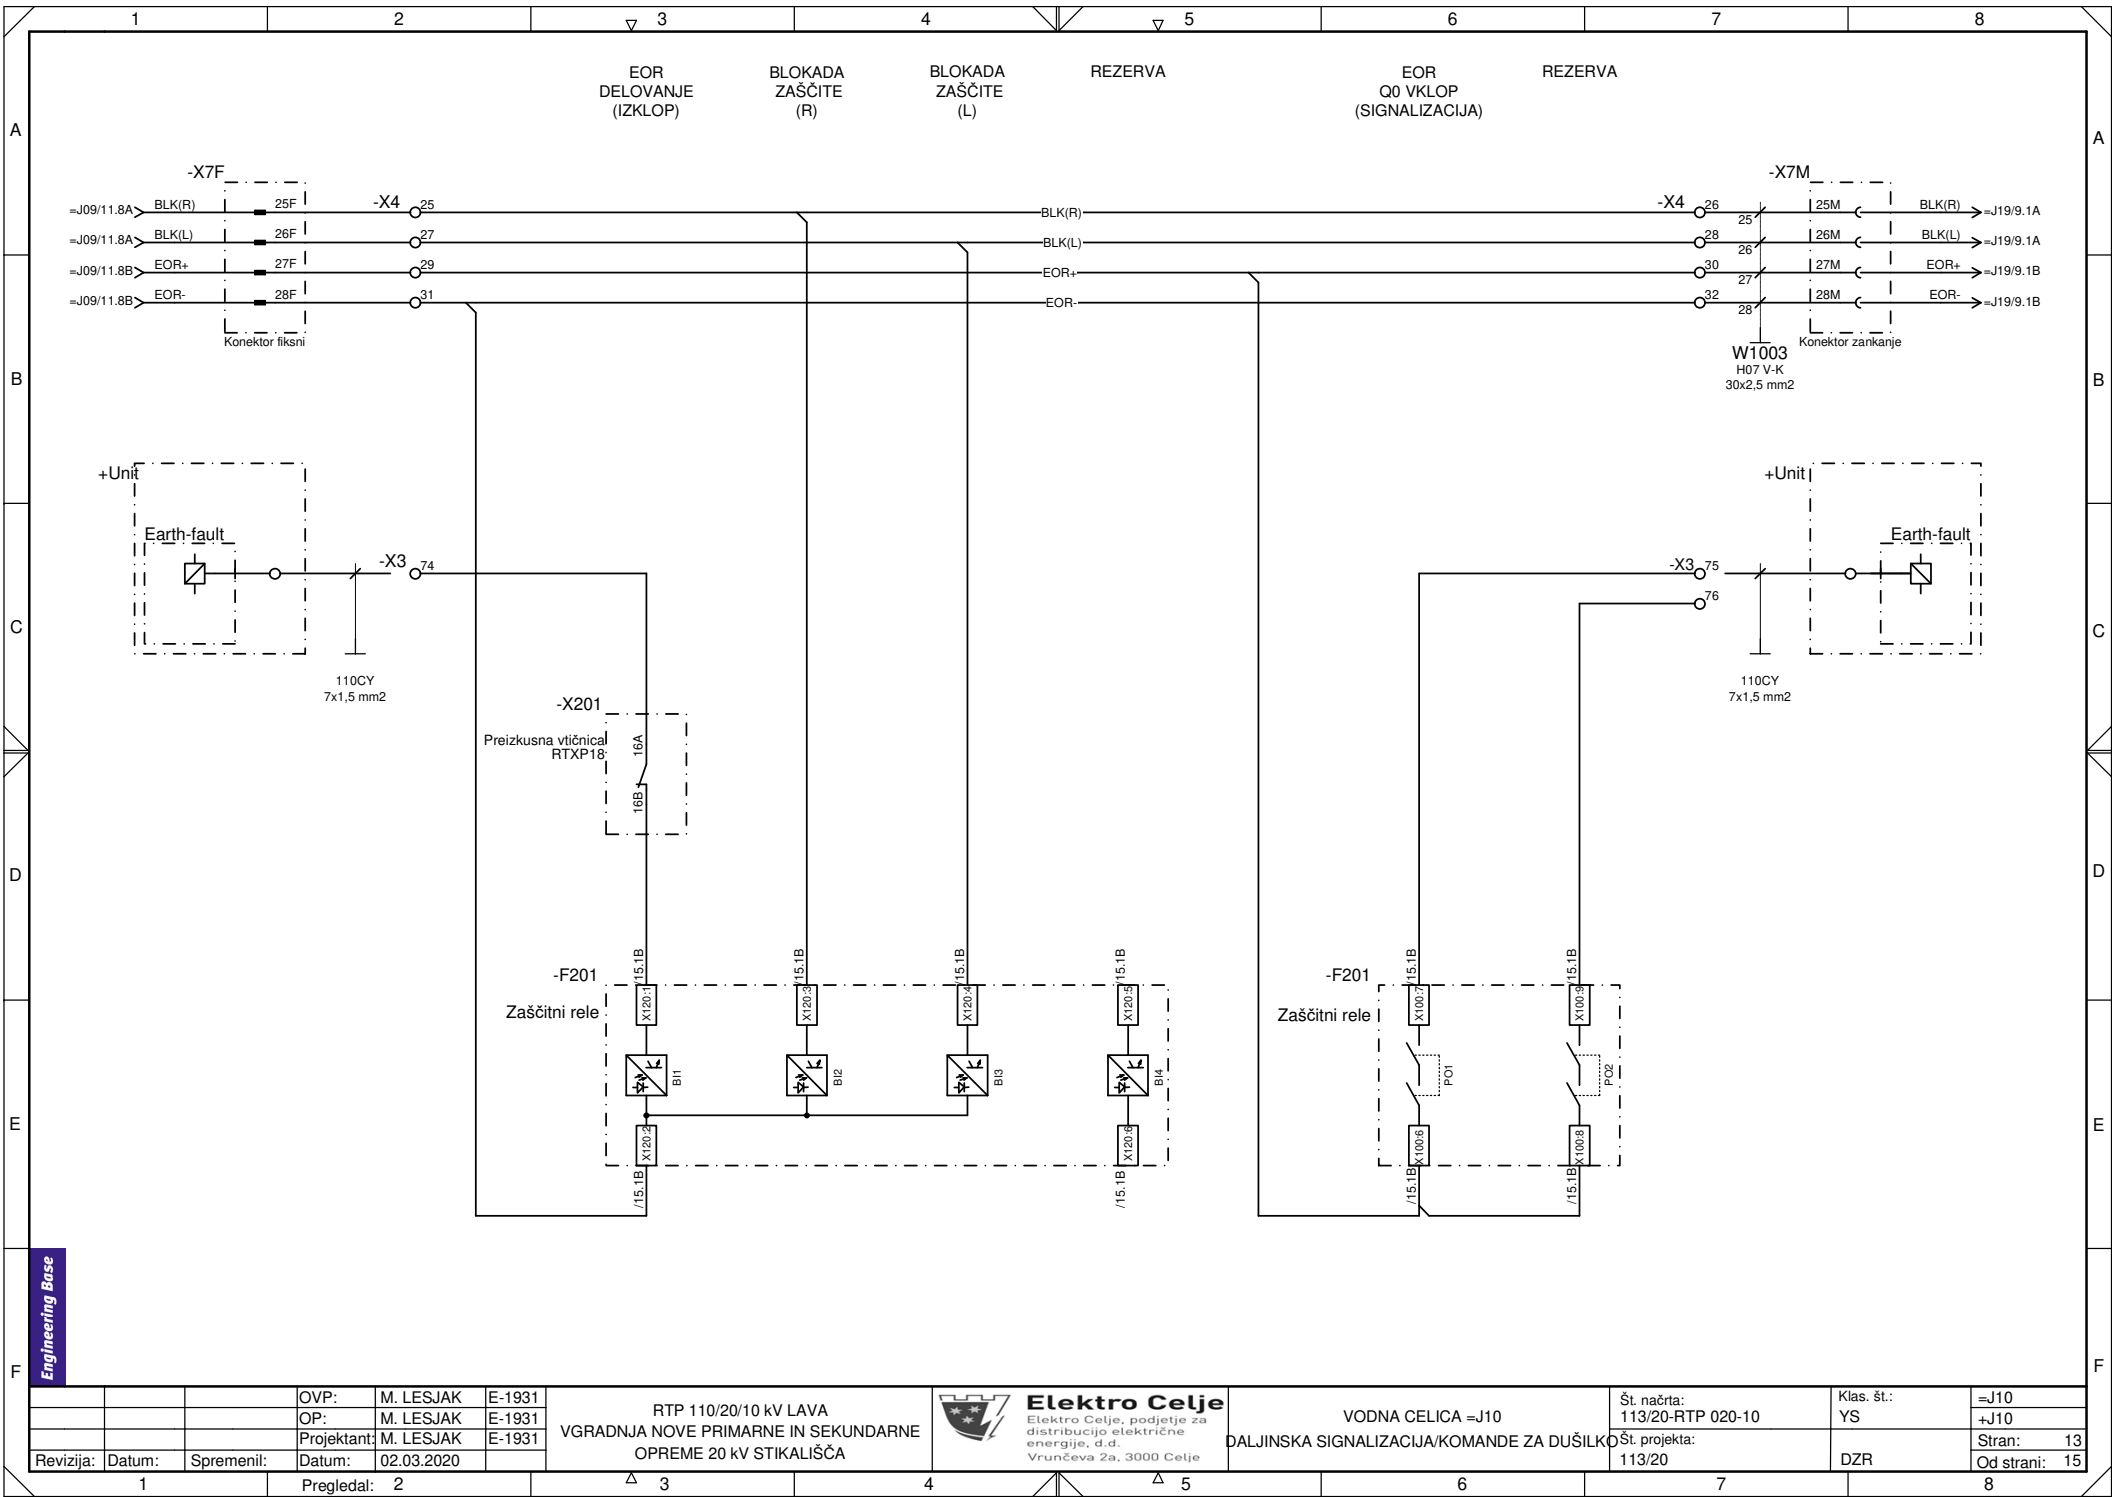 1 2 3 4 5 6 7 8
EOR
DELOVANJE
(IZKLOP)
BLOKADA
ZAŠČITE
(R)
BLOKADA
ZAŠČITE
(L)
REZERVA
EOR
Q0 VKLOP
(SIGNALIZACIJA)
REZERVA
A
A
-X7F
-X7M
=J09/11.8A BLK(R) 25F -X4 25 BLK(R) -X4 26 25 25M BLK(R) =J19/9.1A
=J09/11.8A BLK(L) 26F 27 BLK(L) 28 26 26M BLK(L) =J19/9.1A
=J09/11.8B EOR+ 27F 29 EOR+ 30 27 27M EOR+ =J19/9.1B
=J09/11.8B EOR- 28F 31 EOR- 32 28 28M EOR- =J19/9.1B
Konektor fiksni
Konektor zankanje
W1003
H07 V-K
30x2,5 mm2
B
B
+Unit
+Unit
Earth-fault
Earth-fault
-X3 74
-X3 75
76
C
C
110CY
7x1,5 mm2
110CY
7x1,5 mm2
-X201
Preizkusna vtičnica
RTXP18
16A
16B
D
D
/15.1B /15.1B /15.1B /15.1B /15.1B /15.1B
-F201
-F201
Zaščitni rele
Zaščitni rele
X120:1 X120:3 X120:4 X120:5 X100:7 X100:9
BI1 BI2 BI3 BI4 PO1 PO2
E
E
X120:2 X120:6 X100:6 X100:8
/15.1B /15.1B /15.1B /15.1B
Engineering Base
F
F
OVP: M. LESJAK E-1931
OP: M. LESJAK E-1931
Projektant: M. LESJAK E-1931
Revizija: Datum: Spremenil: Datum: 02.03.2020
Pregledal:
RTP 110/20/10 kV LAVA
VGRADNJA NOVE PRIMARNE IN SEKUNDARNE
OPREME 20 kV STIKALIŠČA
Elektro Celje
Elektro Celje, podjetje za
distribucijo električne
energije, d.d.
Vrunčeva 2a, 3000 Celje
VODNA CELICA =J10
DALJINSKA SIGNALIZACIJA/KOMANDE ZA DUŠILKO
Št. načrta:
113/20-RTP 020-10
Št. projekta:
113/20
Klas. št.:
YS
DZR
=J10
+J10
Stran: 13
Od strani: 15
1 2 3 4 5 6 7 8